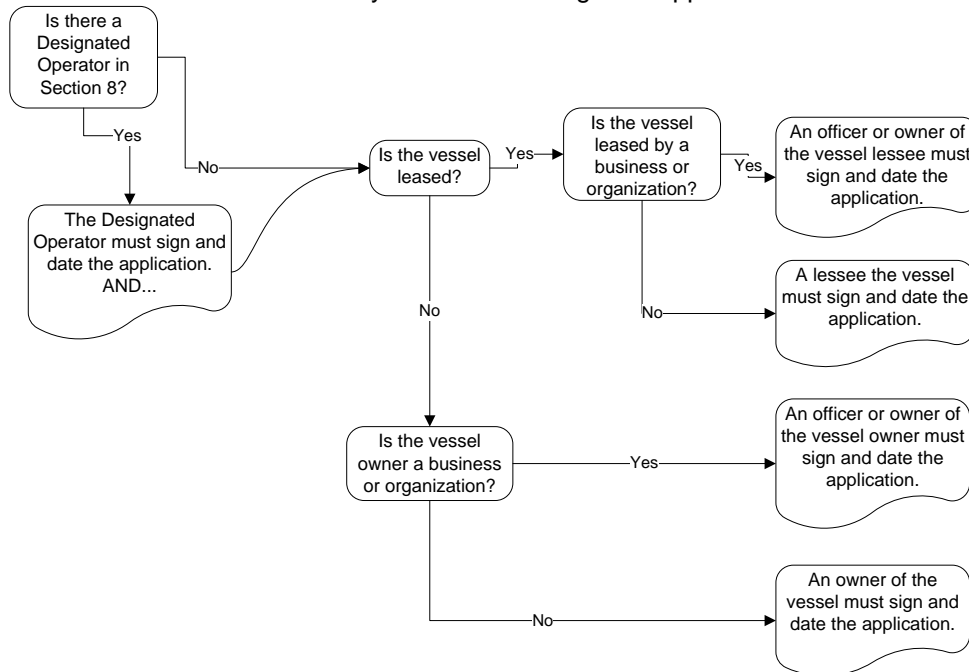 Is there a
Designated
Operator in
Section 8?
Yes
No
The Designated
Operator must sign and
date the application.
AND...
Is the vessel
leased?
Yes
Is the vessel
leased by a
business or
organization?
Yes
An officer or owner of
the vessel lessee must
sign and date the
application.
No
A lessee the vessel
must sign and date the
application.
No
Is the vessel
owner a business
or organization?
Yes
An officer or owner of
the vessel owner must
sign and date the
application.
No
An owner of the
vessel must sign and
date the application.